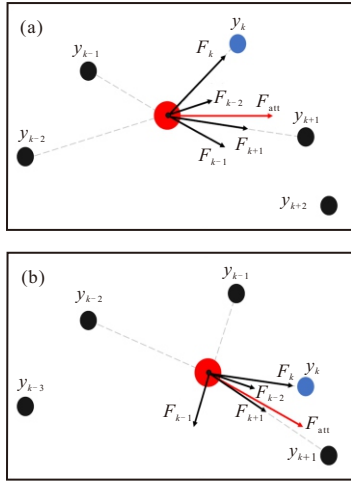 (a)
y_k
y_{k−1}
F_k
F_{k−2}
F_att
y_{k+1}
y_{k−2}
F_{k−1}
F_{k+1}
y_{k+2}
(b)
y_{k−1}
y_{k−2}
F_k
y_k
y_{k−3}
F_{k−2}
F_{k−1}
F_{k+1}
F_att
y_{k+1}